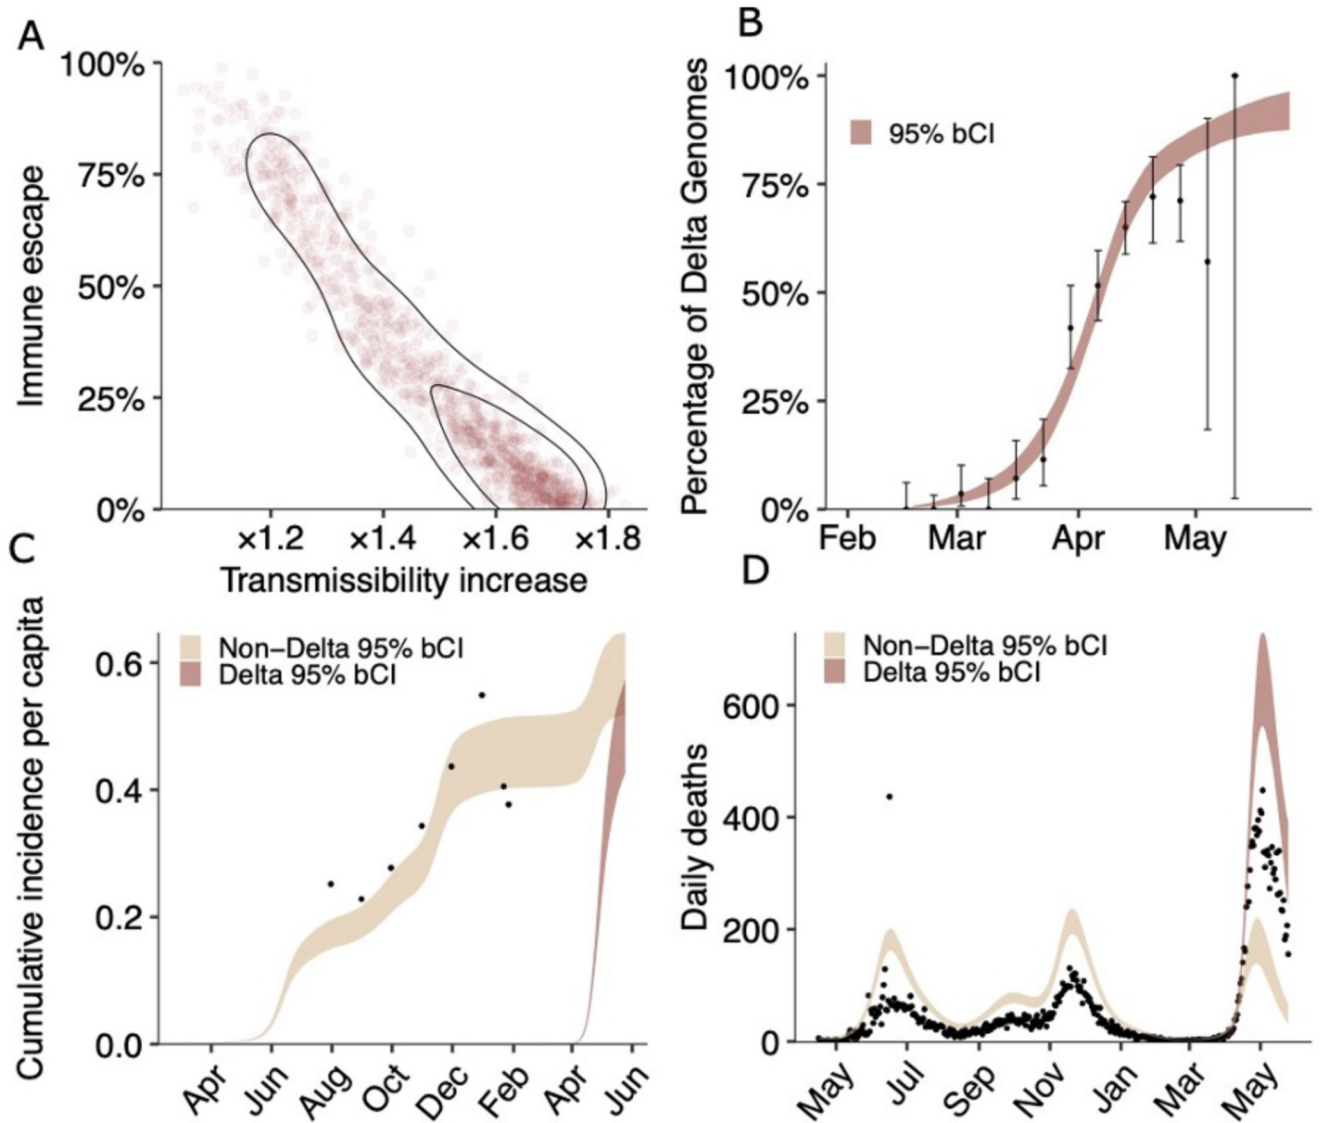 A
Immune escape
100%
75%
50%
25%
0%
×1.2 ×1.4 ×1.6 ×1.8
Transmissibility increase
B
Percentage of Delta Genomes
100%
75%
50%
25%
0%
95% bCI
Feb Mar Apr May
C
Cumulative incidence per capita
Non−Delta 95% bCI
Delta 95% bCI
0.6
0.4
0.2
0.0
Apr Jun Aug Oct Dec Feb Apr Jun
D
Daily deaths
Non−Delta 95% bCI
Delta 95% bCI
600
400
200
0
May Jul Sep Nov Jan Mar May